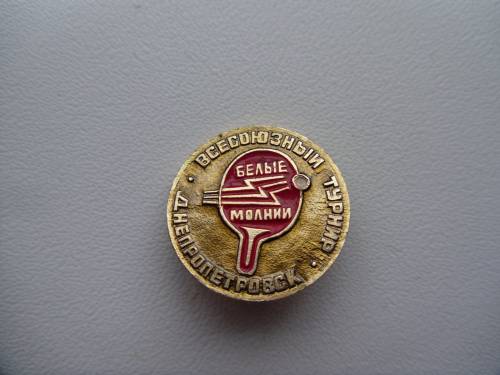 ВСЕСОЮЗНЫЙ ТУРНИР
БЕЛЫЕ
МОЛНИИ
ДНЕПРОПЕТРОВСК